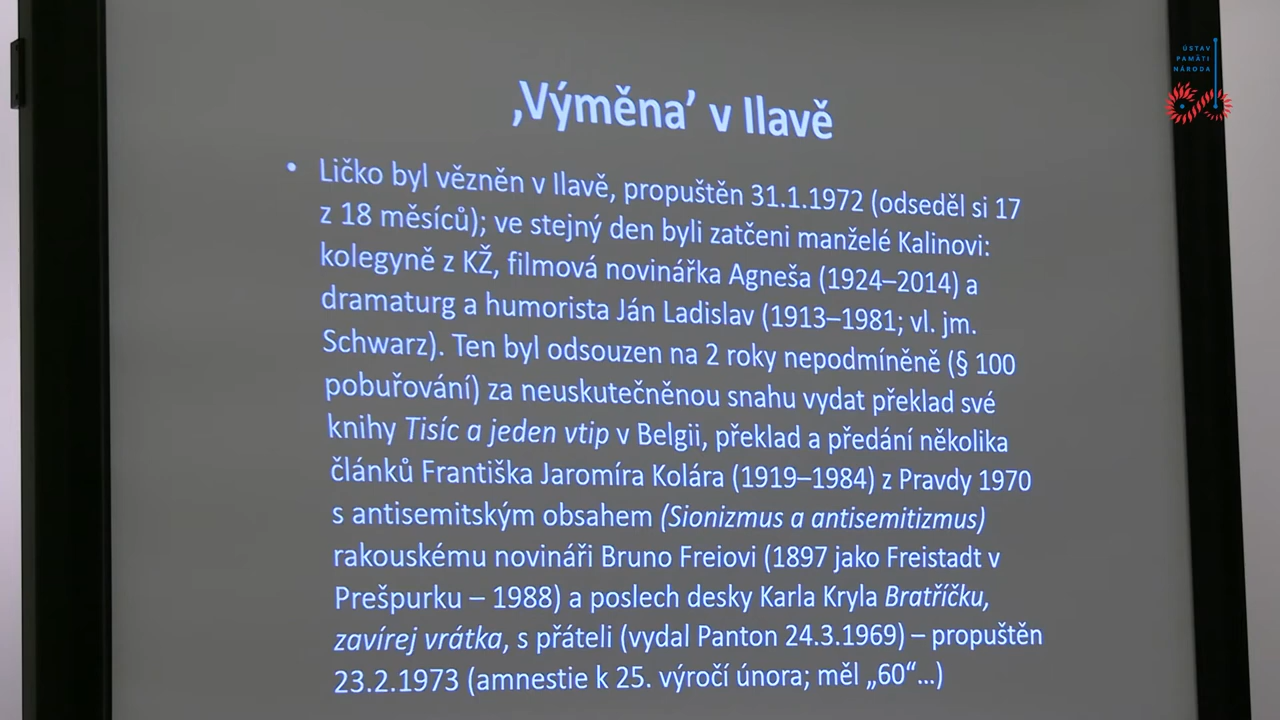 ‚Výměna’ v Ilavě
• Ličko byl vězněn v Ilavě, propuštěn 31.1.1972 (odseděl si 17
z 18 měsíců); ve stejný den byli zatčeni manželé Kalinovi:
kolegyně z KŽ, filmová novinářka Agneša (1924–2014) a
dramaturg a humorista Ján Ladislav (1913–1981; vl. jm.
Schwarz). Ten byl odsouzen na 2 roky nepodmíněně (§ 100
pobuřování) za neuskutečněnou snahu vydat překlad své
knihy Tisíc a jeden vtip v Belgii, překlad a předání několika
článků Františka Jaromíra Kolára (1919–1984) z Pravdy 1970
s antisemitským obsahem (Sionizmus a antisemitizmus)
rakouskému novináři Bruno Freiovi (1897 jako Freistadt v
Prešpurku – 1988) a poslech desky Karla Kryla Bratříčku,
zavírej vrátka, s přáteli (vydal Panton 24.3.1969) – propuštěn
23.2.1973 (amnestie k 25. výročí února; měl „60“…)
ÚSTAV
PAMÄTI
NÁRODA